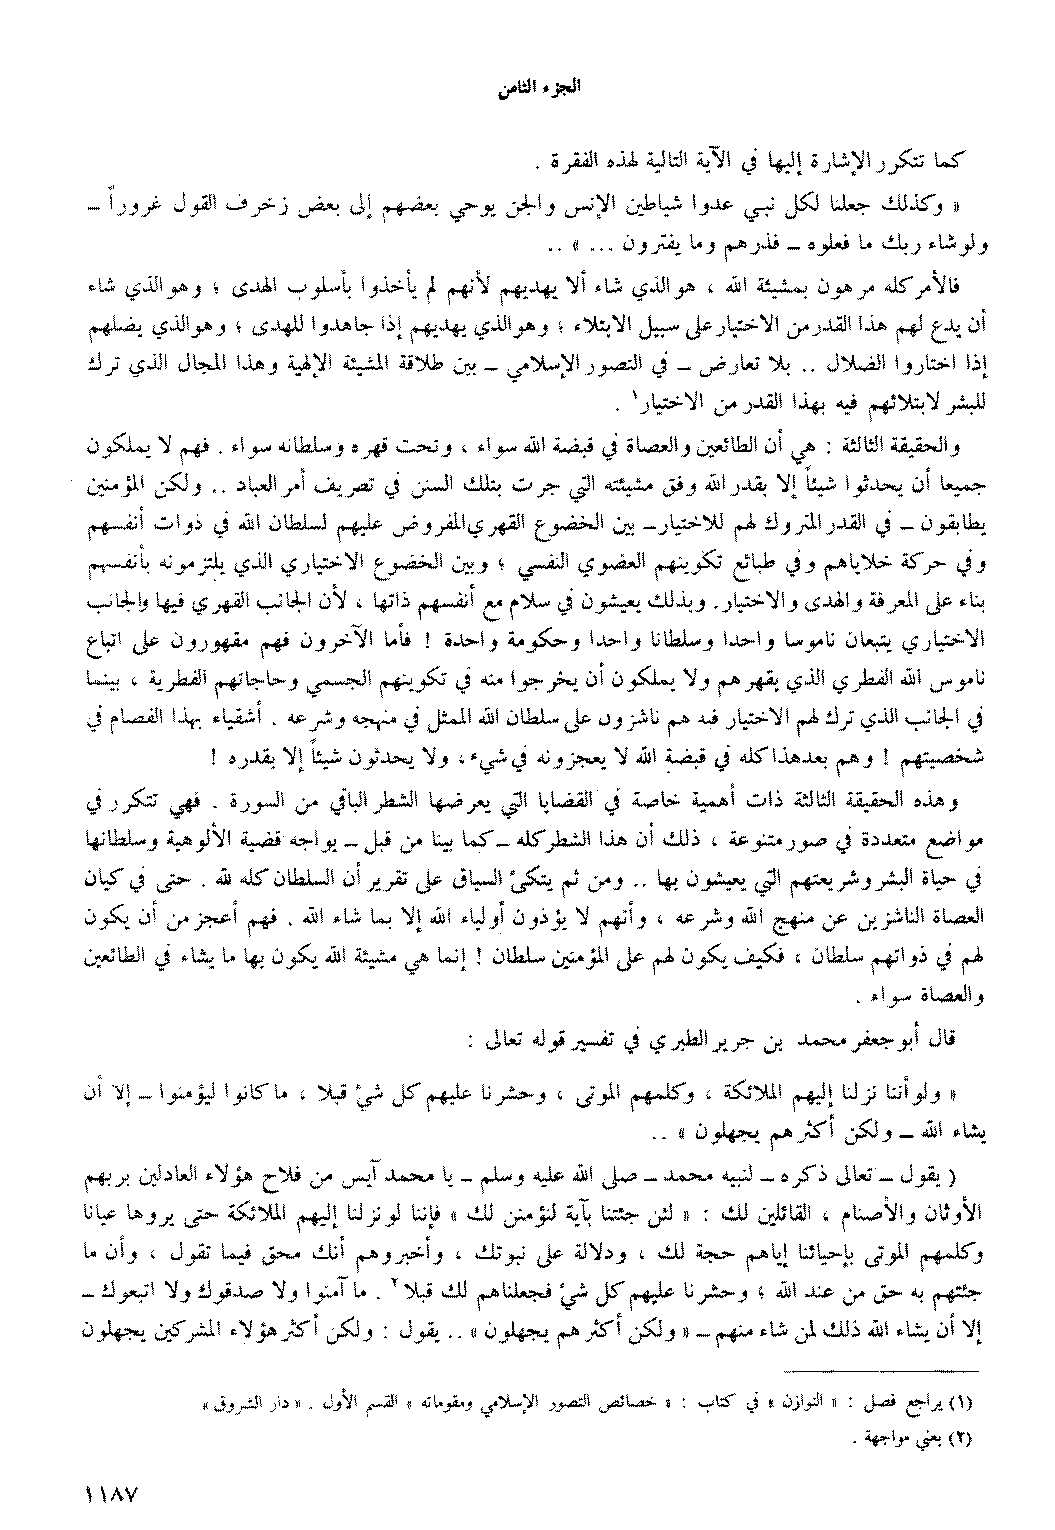 الجزء الثامن
كما تتكرر الإشارة إليها في الآية التالية لهذه الفقرة .
« وكذلك جعلنا لكل نبي عدوا شياطين الإنس والجن يوحي بعضهم إلى بعض زخرف القول غروراً –
ولو شاء ربك ما فعلوه – فذرهم وما يفترون ... » ..
فالأمر كله مرهون بمشيئة الله ، هو الذي شاء ألا يهديهم لأنهم لم يأخذوا بأسلوب الهدى ؛ وهو الذي شاء
أن يدع لهم هذا القدر من الاختيار على سبيل الابتلاء ؛ وهو الذي يهديهم إذا جاهدوا للهدى ؛ وهو الذي يضلهم
إذا اختاروا الضلال .. بلا تعارض – في التصور الإسلامي – بين طلاقة المشيئة الإلهية وهذا المجال الذي ترك
للبشر لابتلائهم فيه بهذا القدر من الاختيار١ .
والحقيقة الثالثة : هي أن الطائعين والعصاة في قبضة الله سواء ، وتحت قهره وسلطانه سواء . فهم لا يملكون
جميعا أن يحدثوا شيئاً إلا بقدر الله وفق مشيئته التي جرت بتلك السنن في تصريف أمر العباد .. ولكن المؤمنين
يطابقون – في القدر المتروك لهم للاختيار – بين الخضوع القهري المفروض عليهم لسلطان الله في ذوات أنفسهم
وفي حركة خلاياهم وفي طبائع تكوينهم العضوي النفسي ؛ وبين الخضوع الاختياري الذي يلتزمونه بأنفسهم
بناء على المعرفة والهدى والاختيار. وبذلك يعيشون في سلام مع أنفسهم ذاتها ، لأن الجانب القهري فيها والجانب
الاختياري يتبعان ناموسا واحدا وسلطانا واحدا وحكومة واحدة ! فأما الآخرون فهم مقهورون على اتباع
ناموس الله الفطري الذي يقهرهم ولا يملكون أن يخرجوا منه في تكوينهم الجسمي وحاجاتهم الفطرية ، بينما
في الجانب الذي ترك لهم الاختيار فيه هم ناشزون على سلطان الله الممثل في منهجه وشرعه . أشقياء بهذا الفصام في
شخصيتهم ! وهم بعد هذا كله في قبضة الله لا يعجزونه في شيء ، ولا يحدثون شيئاً إلا بقدره !
وهذه الحقيقة الثالثة ذات أهمية خاصة في القضايا التي يعرضها الشطر الباقي من السورة . فهي تتكرر في
مواضع متعددة في صور متنوعة ، ذلك أن هذا الشطر كله – كما بينا من قبل – يواجه قضية الألوهية وسلطانها
في حياة البشر وشريعتهم التي يعيشون بها .. ومن ثم يتكئ السياق على تقرير أن السلطان كله لله . حتى في كيان
العصاة الناشزين عن منهج الله وشرعه ، وأنهم لا يؤذون أولياء الله إلا بما شاء الله . فهم أعجز من أن يكون
لهم في ذواتهم سلطان ، فكيف يكون لهم على المؤمنين سلطان ! إنما هي مشيئة الله يكون بها ما يشاء في الطائعين
والعصاة سواء .
قال أبو جعفر محمد بن جرير الطبري في تفسير قوله تعالى :
« ولو أننا نزلنا إليهم الملائكة ، وكلمهم الموتى ، وحشرنا عليهم كل شئ قبلا ، ما كانوا ليؤمنوا – إلا أن
يشاء الله – ولكن أكثرهم يجهلون » ..
( يقول – تعالى ذكره – لنبيه محمد – صلى الله عليه وسلم – يا محمد آيس من فلاح هؤلاء العادلين بربهم
الأوثان والأصنام ، القائلين لك : « لئن جئتنا بآية لنؤمنن لك » فإننا لو نزلنا إليهم الملائكة حتى يروها عيانا
وكلمهم الموتى بإحيائنا إياهم حجة لك ، ودلالة على نبوتك ، وأخبروهم أنك محق فيما تقول ، وأن ما
جئتهم به حق من عند الله ؛ وحشرنا عليهم كل شئ فجعلناهم لك قبلا٢ . ما آمنوا ولا صدقوك ولا اتبعوك –
إلا أن يشاء الله ذلك لمن شاء منهم – « ولكن أكثرهم يجهلون » .. يقول : ولكن أكثر هؤلاء المشركين يجهلون
(١) يراجع فصل : « التوازن » في كتاب : « خصائص التصور الإسلامي ومقوماته » القسم الأول . « دار الشروق »
(٢) يعني مواجهة .
١١٨٧